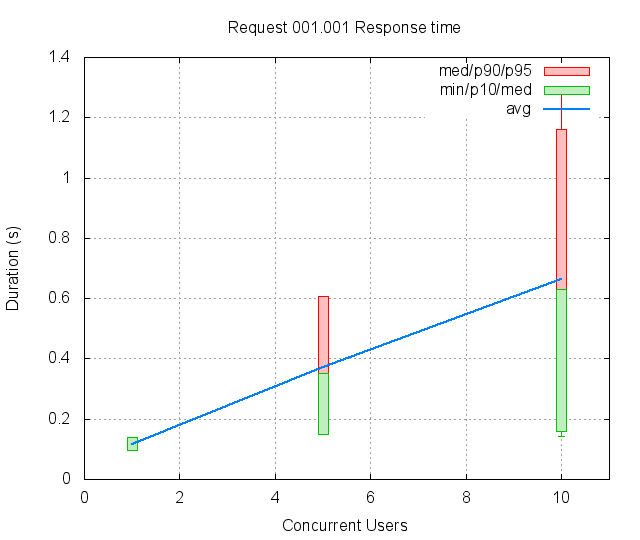 Request 001.001 Response time
1.4
1.2
1
0.8
0.6
0.4
0.2
0
Duration (s)
med/p90/p95
min/p10/med
avg
0 2 4 6 8 10
Concurrent Users